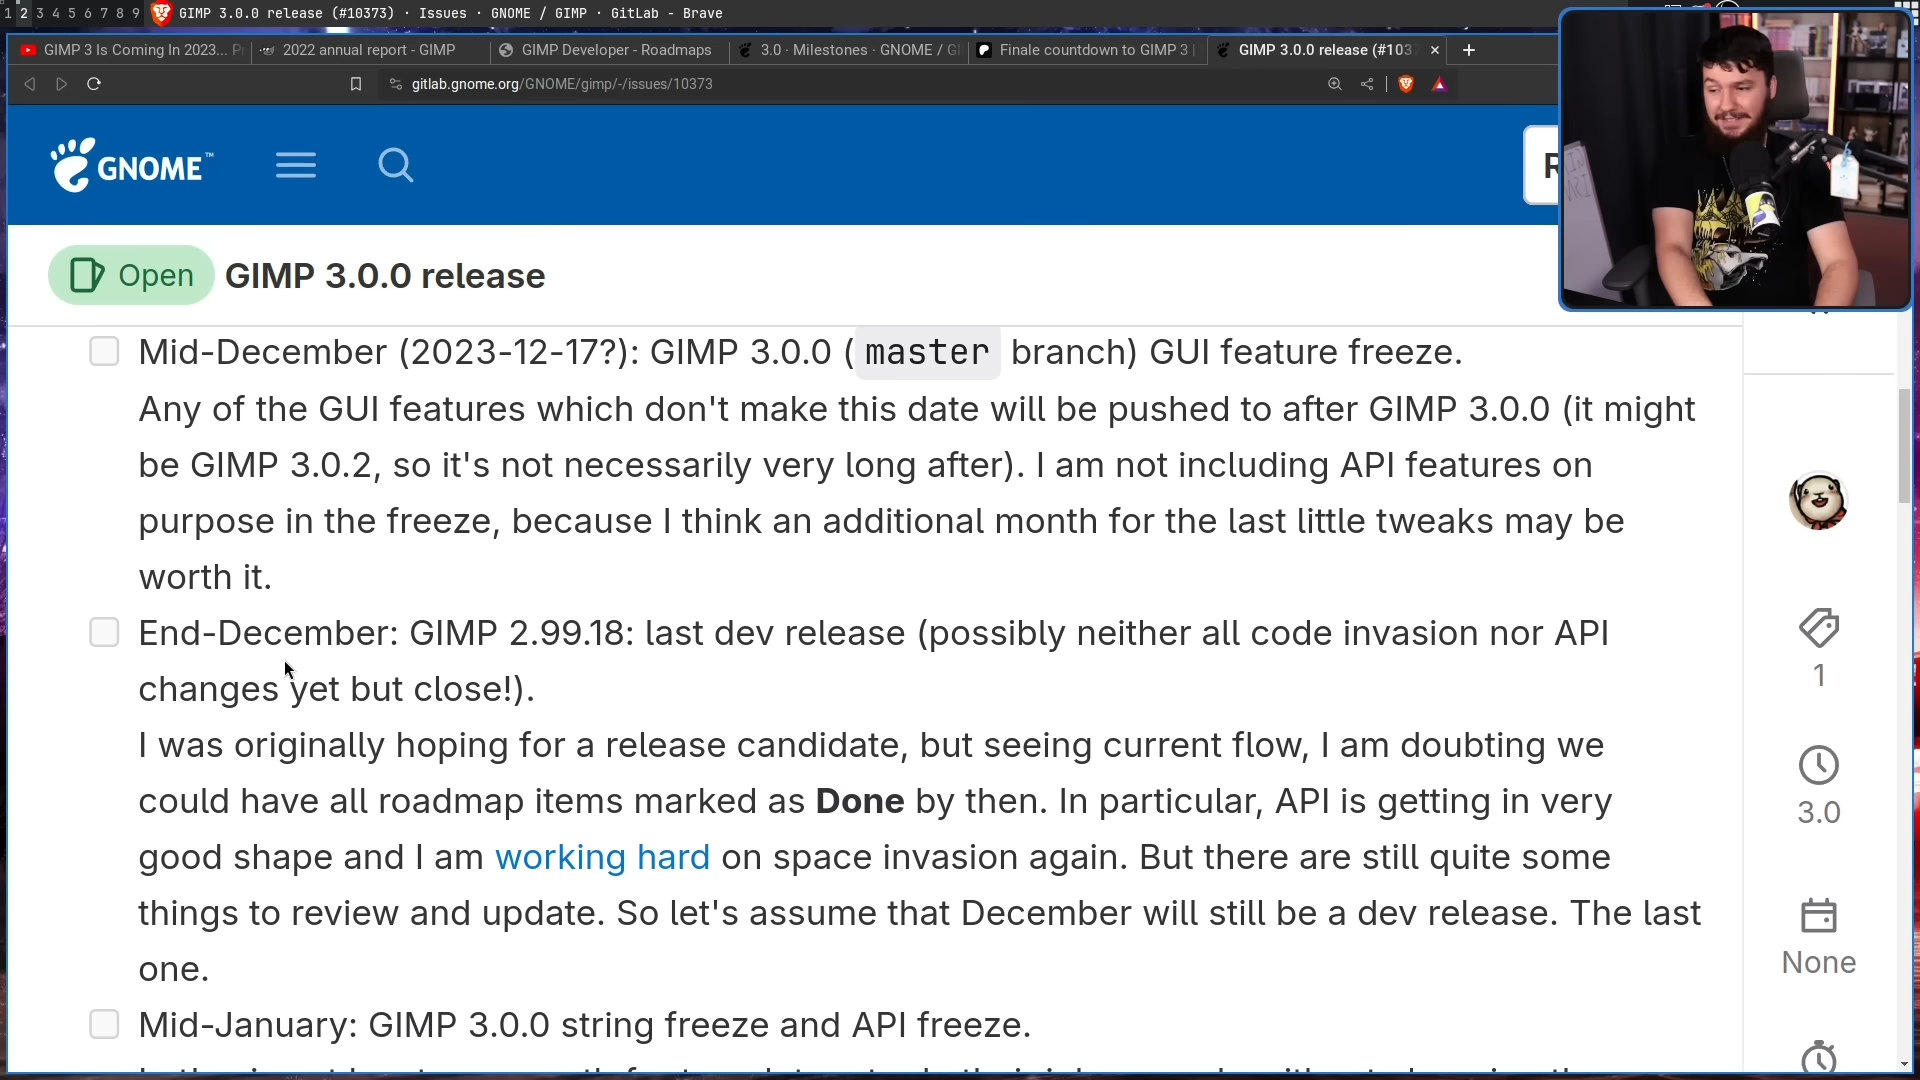 1 2 3 4 5 6 7 8 9 GIMP 3.0.0 release (#10373) · Issues · GNOME / GIMP · GitLab - Brave
GIMP 3 Is Coming In 2023...
2022 annual report - GIMP
GIMP Developer - Roadmaps
3.0 · Milestones · GNOME /
Finale countdown to GIMP 3 |
GIMP 3.0.0 release (#103
gitlab.gnome.org/GNOME/gimp/-/issues/10373
GNOME™
R
Open
GIMP 3.0.0 release
Mid-December (2023-12-17?): GIMP 3.0.0 (master branch) GUI feature freeze.
Any of the GUI features which don't make this date will be pushed to after GIMP 3.0.0 (it might
be GIMP 3.0.2, so it's not necessarily very long after). I am not including API features on
purpose in the freeze, because I think an additional month for the last little tweaks may be
worth it.
End-December: GIMP 2.99.18: last dev release (possibly neither all code invasion nor API
changes yet but close!).
I was originally hoping for a release candidate, but seeing current flow, I am doubting we
could have all roadmap items marked as Done by then. In particular, API is getting in very
good shape and I am working hard on space invasion again. But there are still quite some
things to review and update. So let's assume that December will still be a dev release. The last
one.
Mid-January: GIMP 3.0.0 string freeze and API freeze.
1
3.0
None